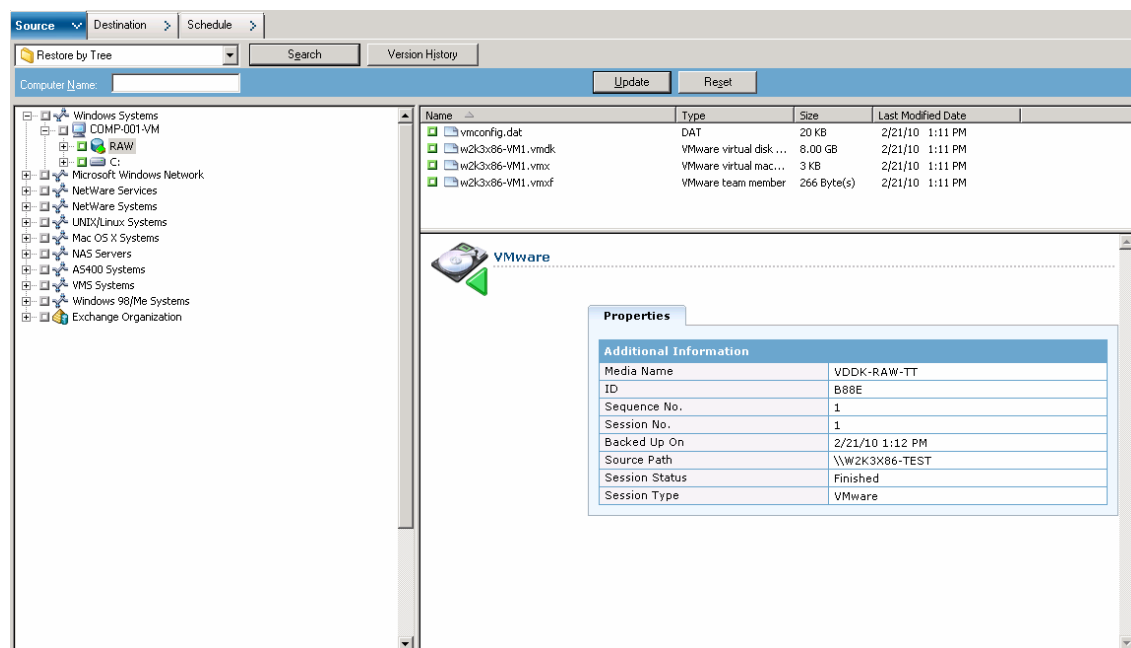 Source Destination Schedule
Restore by Tree Search Version History
Computer Name: Update Reset
Windows Systems
COMP-001-VM
RAW
C:
Microsoft Windows Network
NetWare Services
NetWare Systems
UNIX/Linux Systems
Mac OS X Systems
NAS Servers
AS400 Systems
VMS Systems
Windows 98/Me Systems
Exchange Organization
Name Type Size Last Modified Date
vmconfig.dat DAT 20 KB 2/21/10 1:11 PM
w2k3x86-VM1.vmdk VMware virtual disk ... 8.00 GB 2/21/10 1:11 PM
w2k3x86-VM1.vmx VMware virtual mac... 3 KB 2/21/10 1:11 PM
w2k3x86-VM1.vmxf VMware team member 266 Byte(s) 2/21/10 1:11 PM
VMware
Properties
Additional Information
Media Name VDDK-RAW-TT
ID B88E
Sequence No. 1
Session No. 1
Backed Up On 2/21/10 1:12 PM
Source Path \\W2K3X86-TEST
Session Status Finished
Session Type VMware